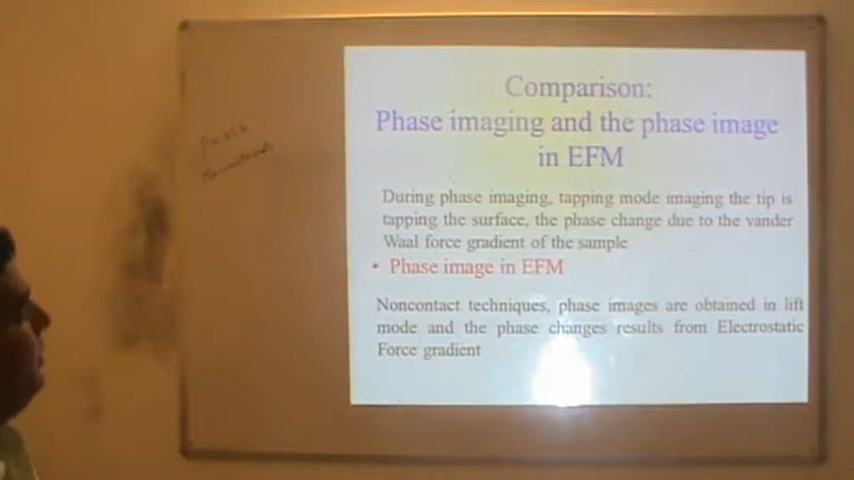 Comparison:
Phase imaging and the phase image
in EFM
During phase imaging, tapping mode imaging the tip is
tapping the surface, the phase change due to the vander
Waal force gradient of the sample
• Phase image in EFM
Noncontact techniques, phase images are obtained in lift
mode and the phase changes results from Electrostatic
Force gradient